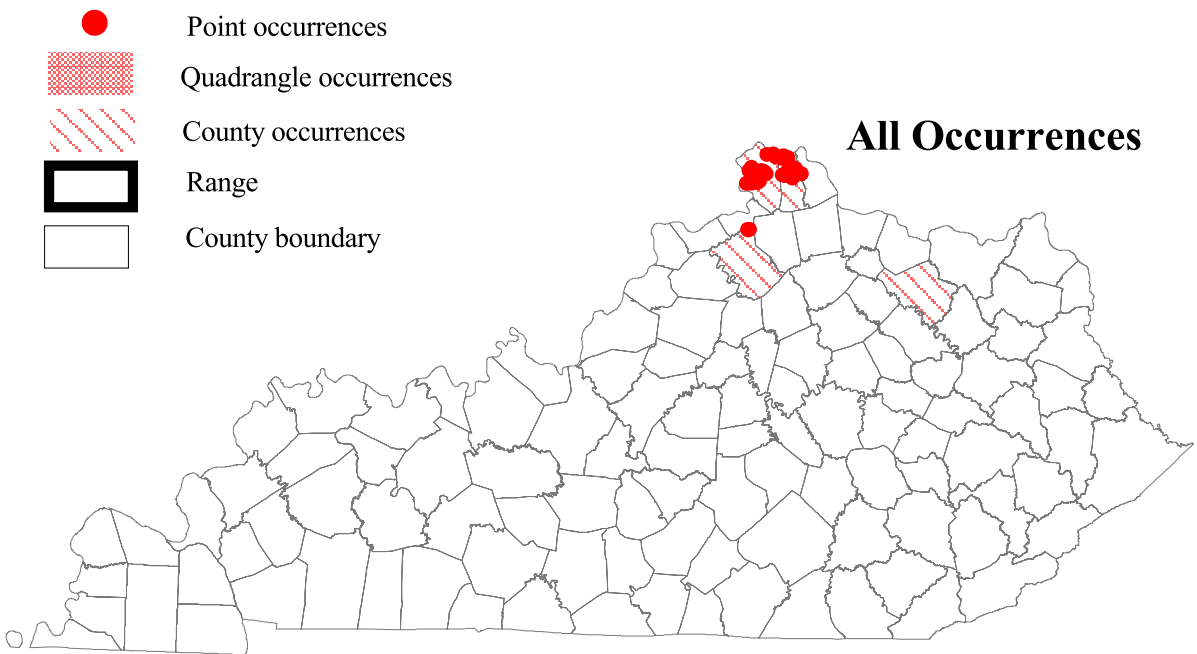 Point occurrences
Quadrangle occurrences
County occurrences
Range
County boundary
All Occurrences